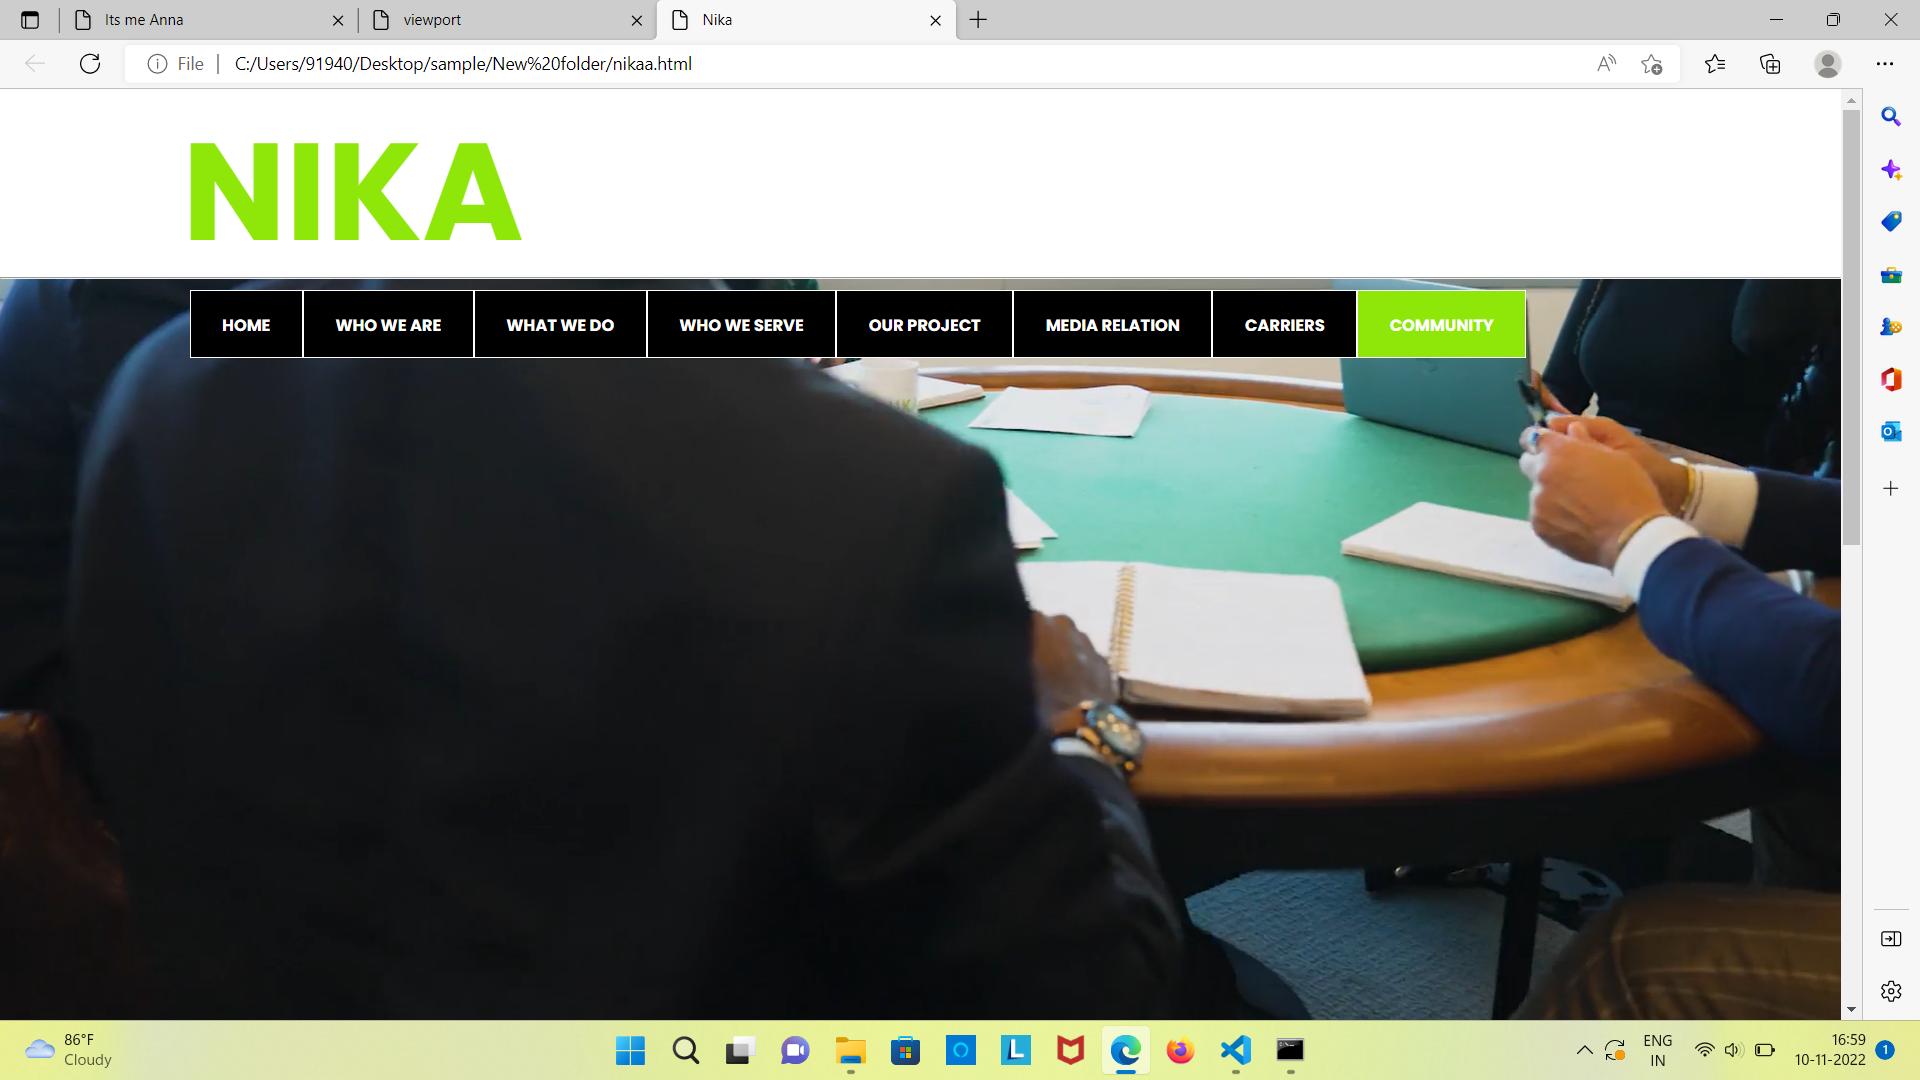 Its me Anna
viewport
Nika
File
C:/Users/91940/Desktop/sample/New%20folder/nikaa.html
NIKA
HOME
WHO WE ARE
WHAT WE DO
WHO WE SERVE
OUR PROJECT
MEDIA RELATION
CARRIERS
COMMUNITY
86°F
Cloudy
ENG
IN
16:59
10-11-2022
1